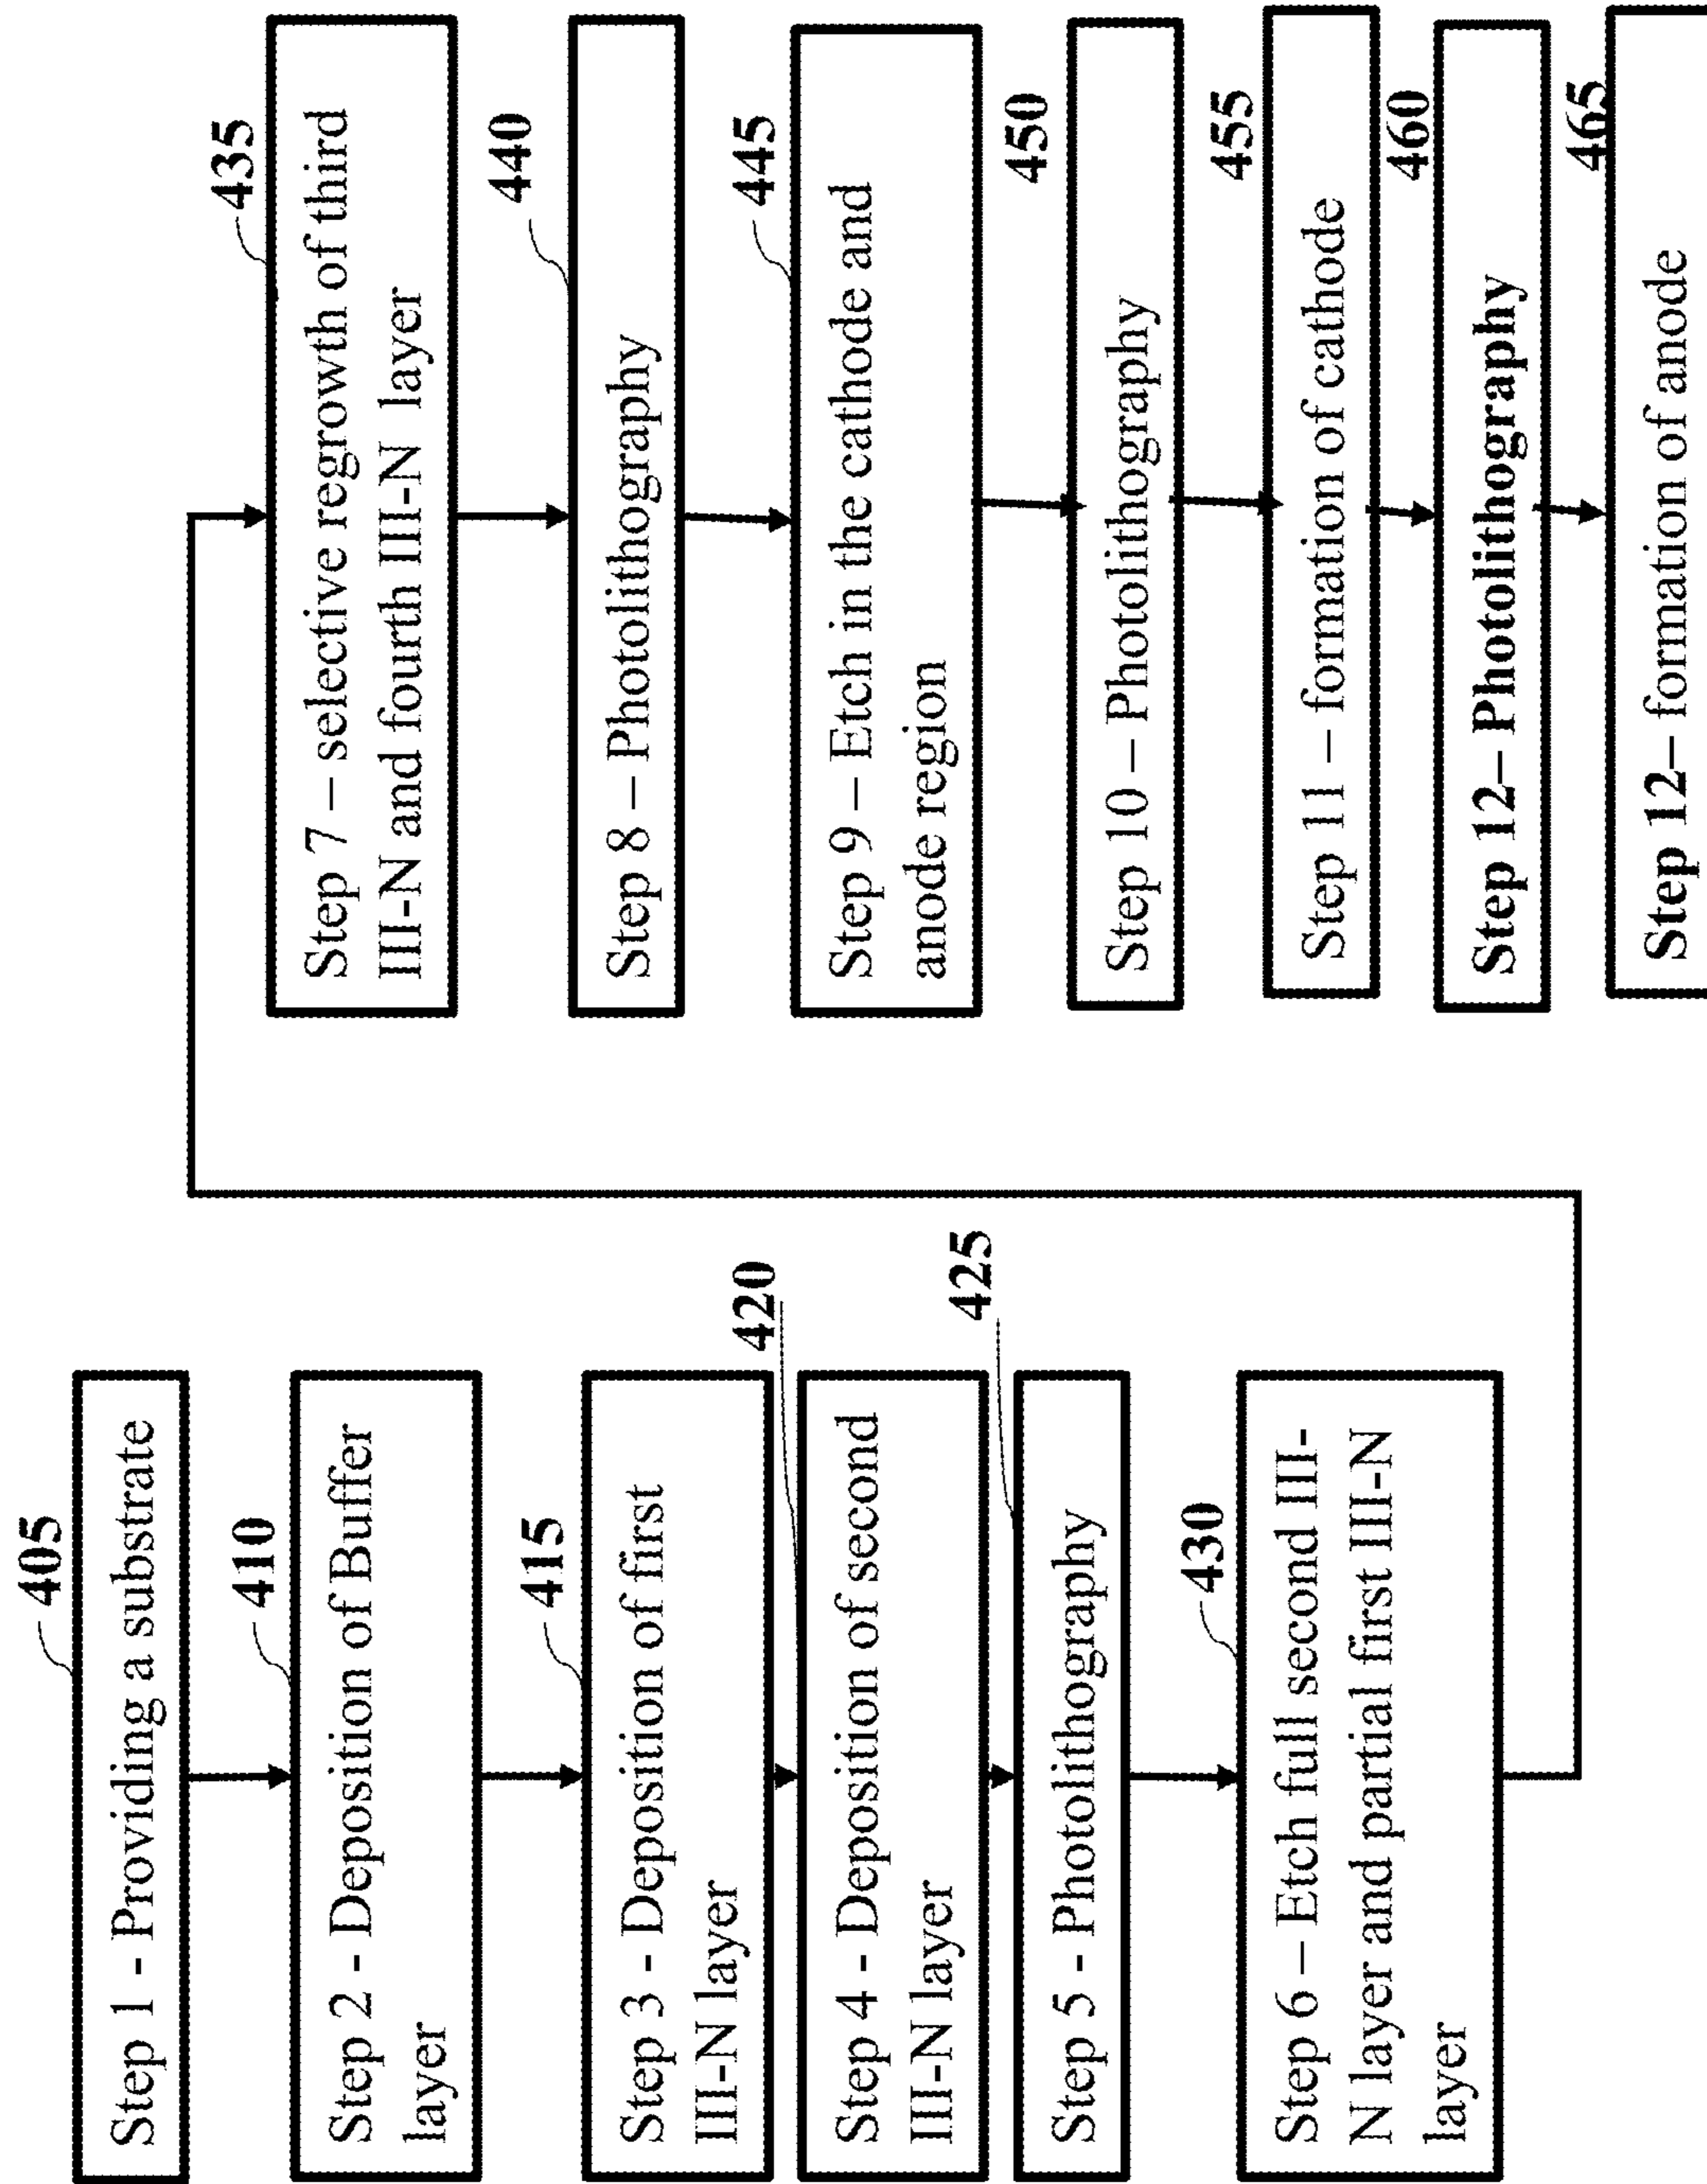 405
Step 1 - Providing a substrate
410
Step 2 - Deposition of Buffer
layer
415
Step 3 - Deposition of first
III-N layer
420
Step 4 - Deposition of second
III-N layer
425
Step 5 - Photolithography
430
Step 6 – Etch full second III-
N layer and partial first III-N
layer
435
Step 7 – selective regrowth of third
III-N and fourth III-N layer
440
Step 8 – Photolithography
445
Step 9 – Etch in the cathode and
anode region
450
Step 10 – Photolithography
455
Step 11 – formation of cathode
460
Step 12– Photolithography
465
Step 12– formation of anode